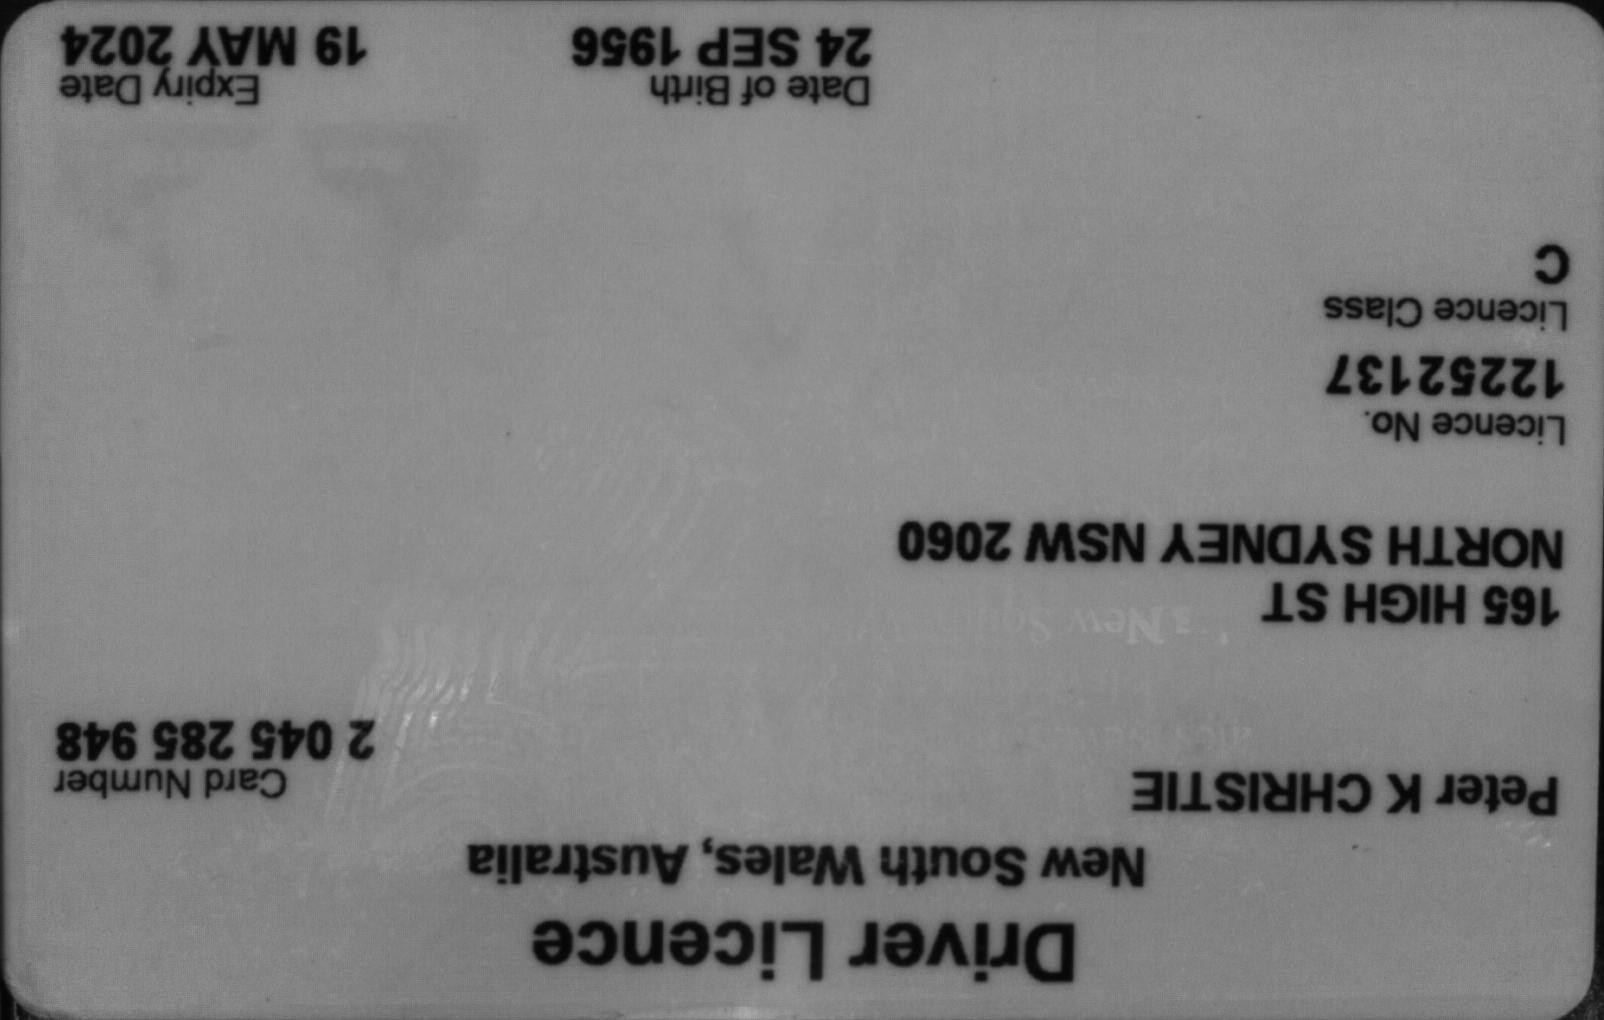 Driver Licence
New South Wales, Australia
Peter K CHRISTIE
Card Number
2 045 285 948
165 HIGH ST
NORTH SYDNEY NSW 2060
Licence No.
12252137
Licence Class
C
Date of Birth
24 SEP 1956
Expiry Date
19 MAY 2024